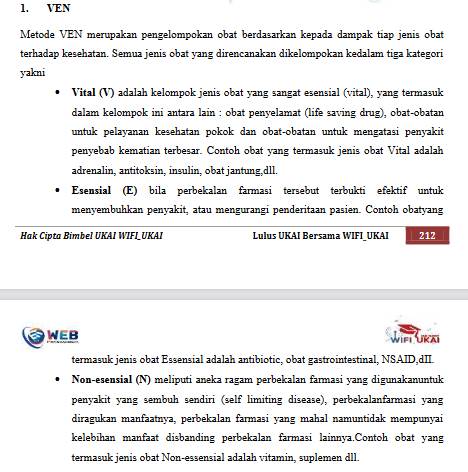 1. VEN
Metode VEN merupakan pengelompokan obat berdasarkan kepada dampak tiap jenis obat
terhadap kesehatan. Semua jenis obat yang direncanakan dikelompokan kedalam tiga kategori
yakni
• Vital (V) adalah kelompok jenis obat yang sangat esensial (vital), yang termasuk
dalam kelompok ini antara lain : obat penyelamat (life saving drug), obat-obatan
untuk pelayanan kesehatan pokok dan obat-obatan untuk mengatasi penyakit
penyebab kematian terbesar. Contoh obat yang termasuk jenis obat Vital adalah
adrenalin, antitoksin, insulin, obat jantung,dll.
• Esensial (E) bila perbekalan farmasi tersebut terbukti efektif untuk
menyembuhkan penyakit, atau mengurangi penderitaan pasien. Contoh obatyang
Hak Cipta Bimbel UKAI WIFI_UKAI Lulus UKAI Bersama WIFI_UKAI 212
WEB
WIFI UKAI
termasuk jenis obat Essensial adalah antibiotic, obat gastrointestinal, NSAID,dII.
• Non-esensial (N) meliputi aneka ragam perbekalan farmasi yang digunakanuntuk
penyakit yang sembuh sendiri (self limiting disease), perbekalanfarmasi yang
diragukan manfaatnya, perbekalan farmasi yang mahal namuntidak mempunyai
kelebihan manfaat disbanding perbekalan farmasi lainnya.Contoh obat yang
termasuk jenis obat Non-essensial adalah vitamin, suplemen dll.